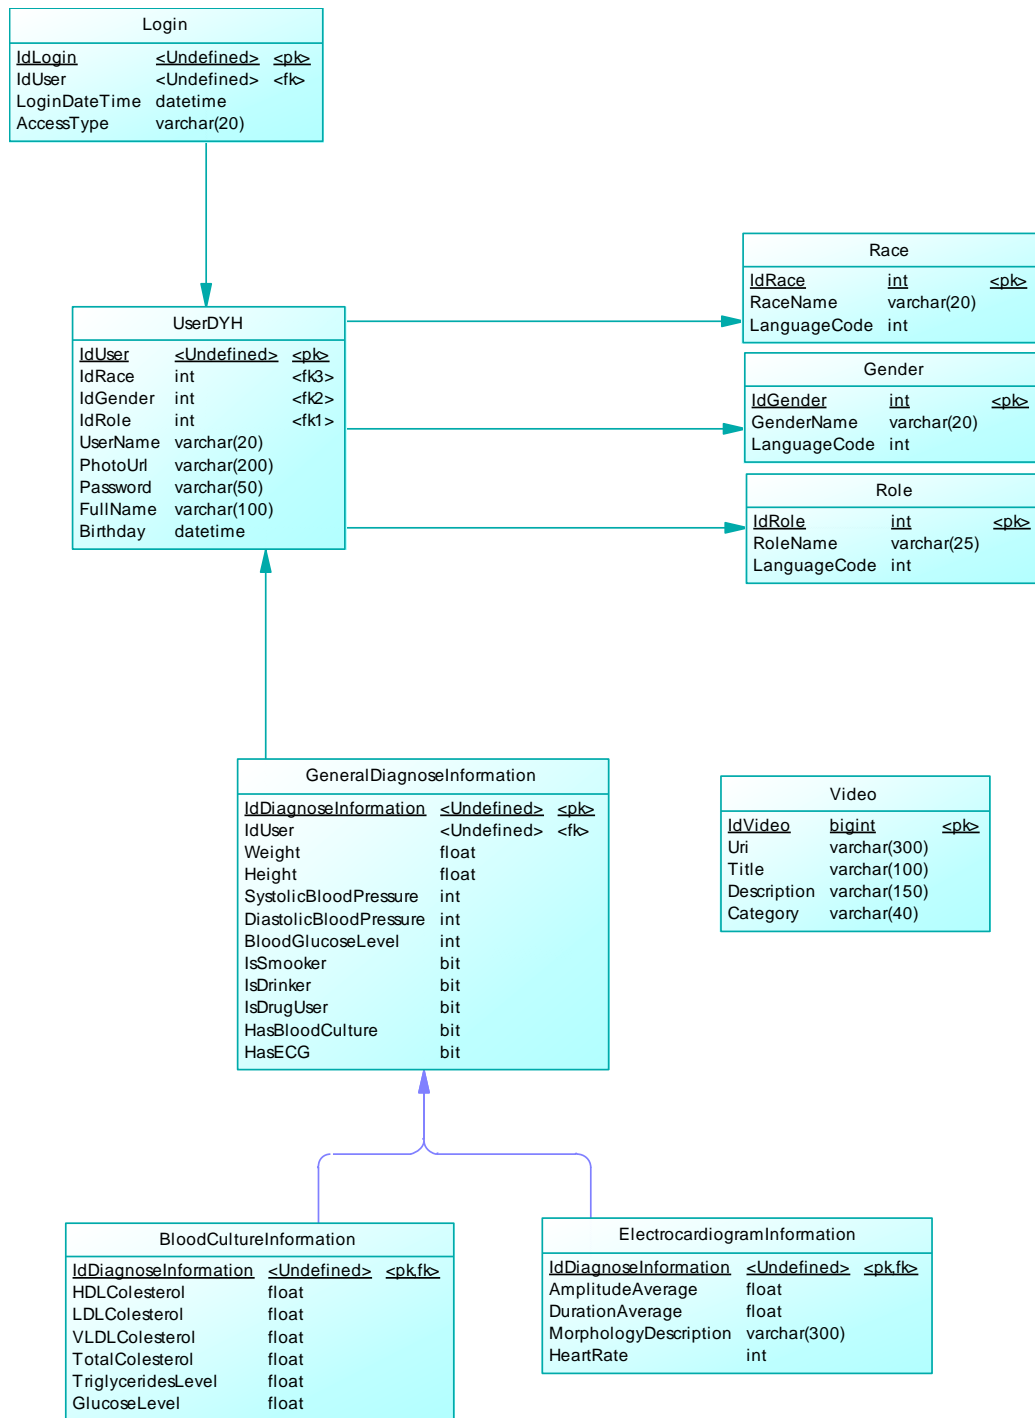 Login
IdLogin <Undefined> <pk>
IdUser <Undefined> <fk>
LoginDateTime datetime
AccessType varchar(20)
Race
IdRace int <pk>
RaceName varchar(20)
LanguageCode int
UserDYH
IdUser <Undefined> <pk>
IdRace int <fk3>
IdGender int <fk2>
IdRole int <fk1>
UserName varchar(20)
PhotoUrl varchar(200)
Password varchar(50)
FullName varchar(100)
Birthday datetime
Gender
IdGender int <pk>
GenderName varchar(20)
LanguageCode int
Role
IdRole int <pk>
RoleName varchar(25)
LanguageCode int
GeneralDiagnoseInformation
IdDiagnoseInformation <Undefined> <pk>
IdUser <Undefined> <fk>
Weight float
Height float
SystolicBloodPressure int
DiastolicBloodPressure int
BloodGlucoseLevel int
IsSmooker bit
IsDrinker bit
IsDrugUser bit
HasBloodCulture bit
HasECG bit
Video
IdVideo bigint <pk>
Uri varchar(300)
Title varchar(100)
Description varchar(150)
Category varchar(40)
BloodCultureInformation
IdDiagnoseInformation <Undefined> <pk,fk>
HDLColesterol float
LDLColesterol float
VLDLColesterol float
TotalColesterol float
TriglyceridesLevel float
GlucoseLevel float
ElectrocardiogramInformation
IdDiagnoseInformation <Undefined> <pk,fk>
AmplitudeAverage float
DurationAverage float
MorphologyDescription varchar(300)
HeartRate int